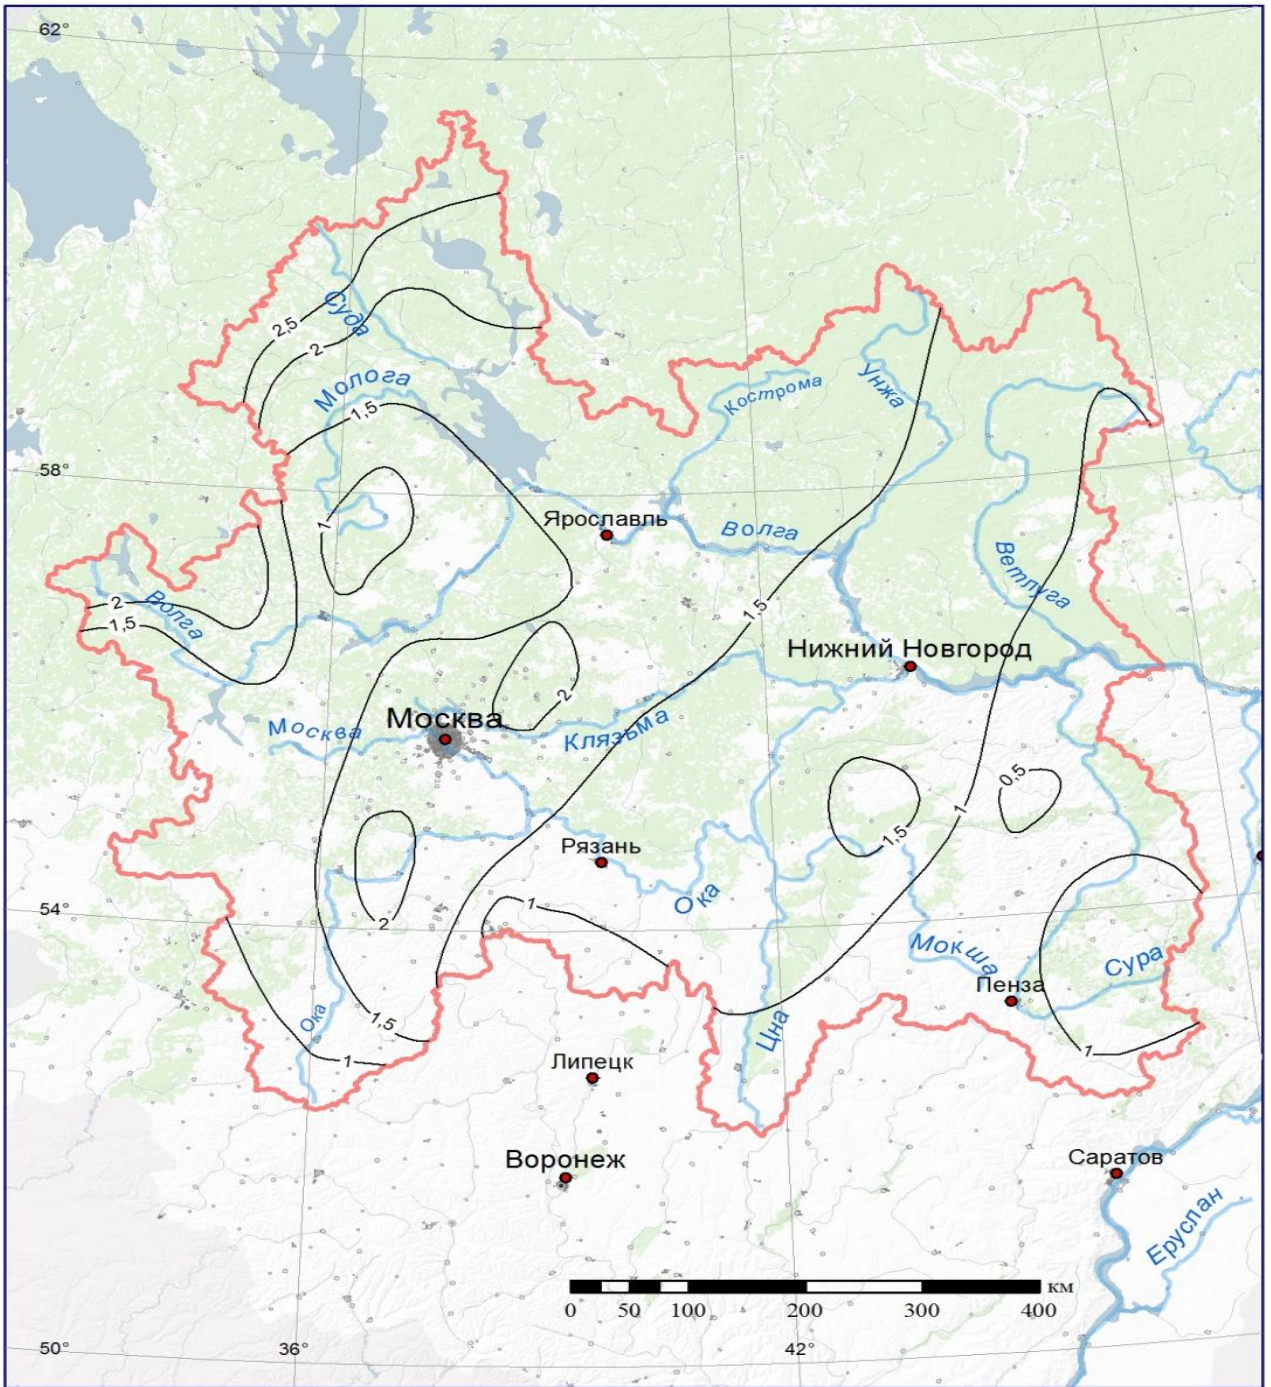 62°
2,5
Суда
2
Молога
1,5
Кострома
Унжа
58°
1
Ярославль
Волга
Ветлуга
2
1,5
Волга
1,5
Нижний Новгород
2
Москва
Москва
Клязьма
0,5
1
1,5
Рязань
54°
2
1
Ока
Мокша
Сура
Пенза
Ока
1,5
Цна
1
1
Липецк
Воронеж
Саратов
Еруслан
км
0 50 100 200 300 400
50°
36°
42°